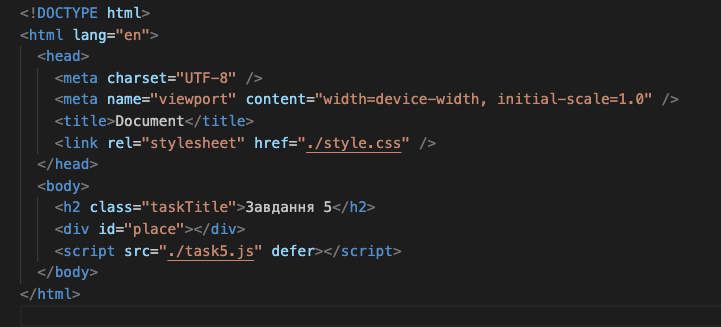 <!DOCTYPE html>
<html lang="en">
<head>
<meta charset="UTF-8" />
<meta name="viewport" content="width=device-width, initial-scale=1.0" />
<title>Document</title>
<link rel="stylesheet" href="./style.css" />
</head>
<body>
<h2 class="taskTitle">Завдання 5</h2>
<div id="place"></div>
<script src="./task5.js" defer></script>
</body>
</html>